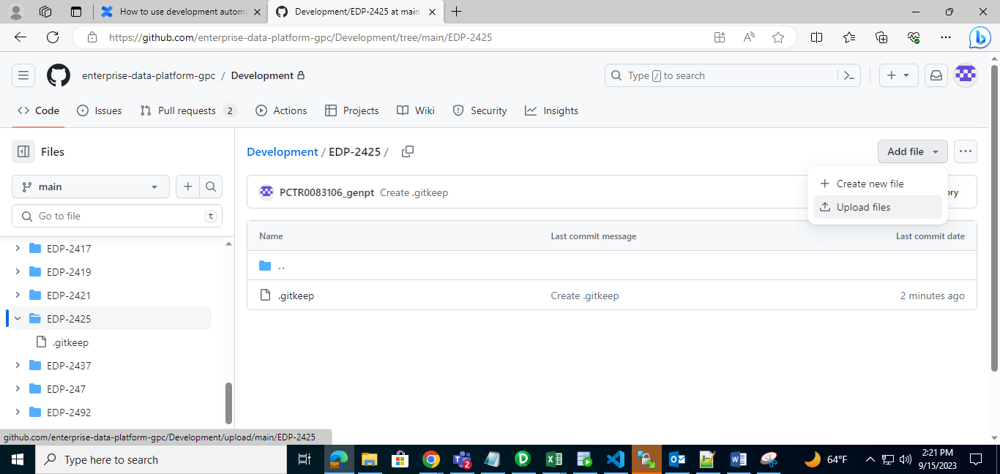 How to use development automa
Development/EDP-2425 at main
https://github.com/enterprise-data-platform-gpc/Development/tree/main/EDP-2425
enterprise-data-platform-gpc / Development
Type / to search
Code
Issues
Pull requests 2
Actions
Projects
Wiki
Security
Insights
Files
main
Go to file
t
EDP-2417
EDP-2419
EDP-2421
EDP-2425
.gitkeep
EDP-2437
EDP-247
EDP-2492
Development / EDP-2425 /
Add file
Create new file
Upload files
PCTR0083106_genpt Create .gitkeep
ory
Name Last commit message Last commit date
..
.gitkeep Create .gitkeep 2 minutes ago
github.com/enterprise-data-platform-gpc/Development/upload/main/EDP-2425
Type here to search
2
64°F
2:21 PM
9/15/2023